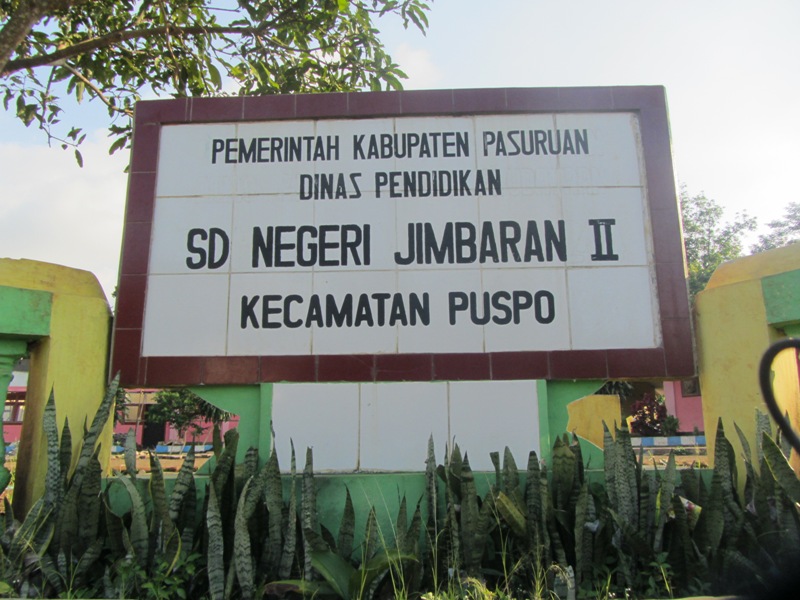 PEMERINTAH KABUPATEN PASURUAN
DINAS PENDIDIKAN
SD NEGERI JIMBARAN II
KECAMATAN PUSPO